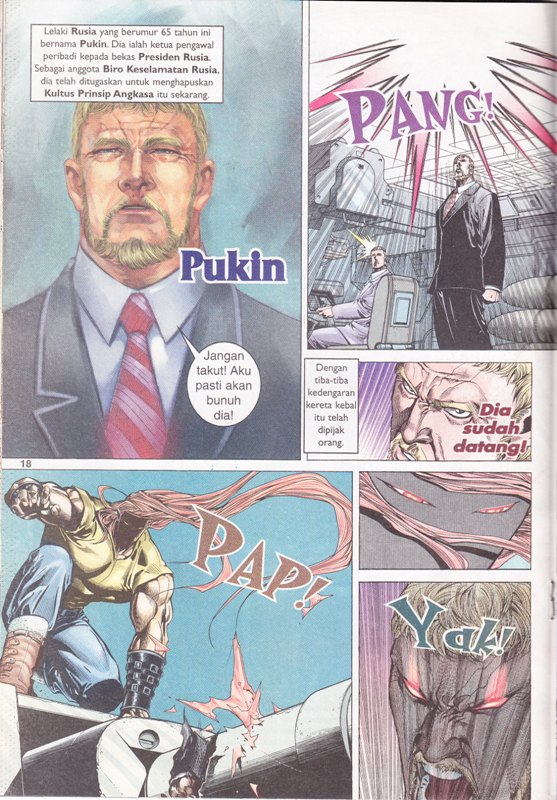 Lelaki Rusia yang berumur 65 tahun ini
bernama Pukin. Dia ialah ketua pengawal
peribadi kepada bekas Presiden Rusia.
Sebagai anggota Biro Keselamatan Rusia,
dia telah ditugaskan untuk menghapuskan
Kultus Prinsip Angkasa itu sekarang.
Pukin
Jangan
takut! Aku
pasti akan
bunuh
dia!
PANG!
Dengan
tiba-tiba
kedengaran
kereta kebal
itu telah
dipijak
orang.
Dia
sudah
datang!
18
PAP!
Yak!